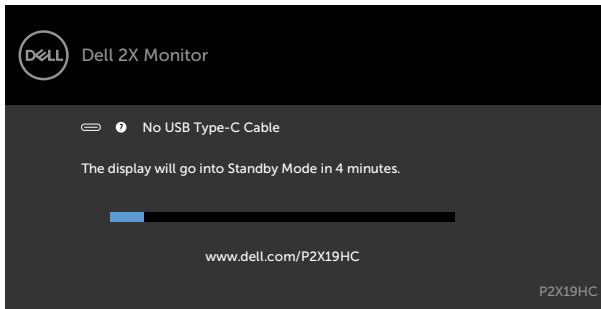 DELL
Dell 2X Monitor
? No USB Type-C Cable
The display will go into Standby Mode in 4 minutes.
www.dell.com/P2X19HC
P2X19HC